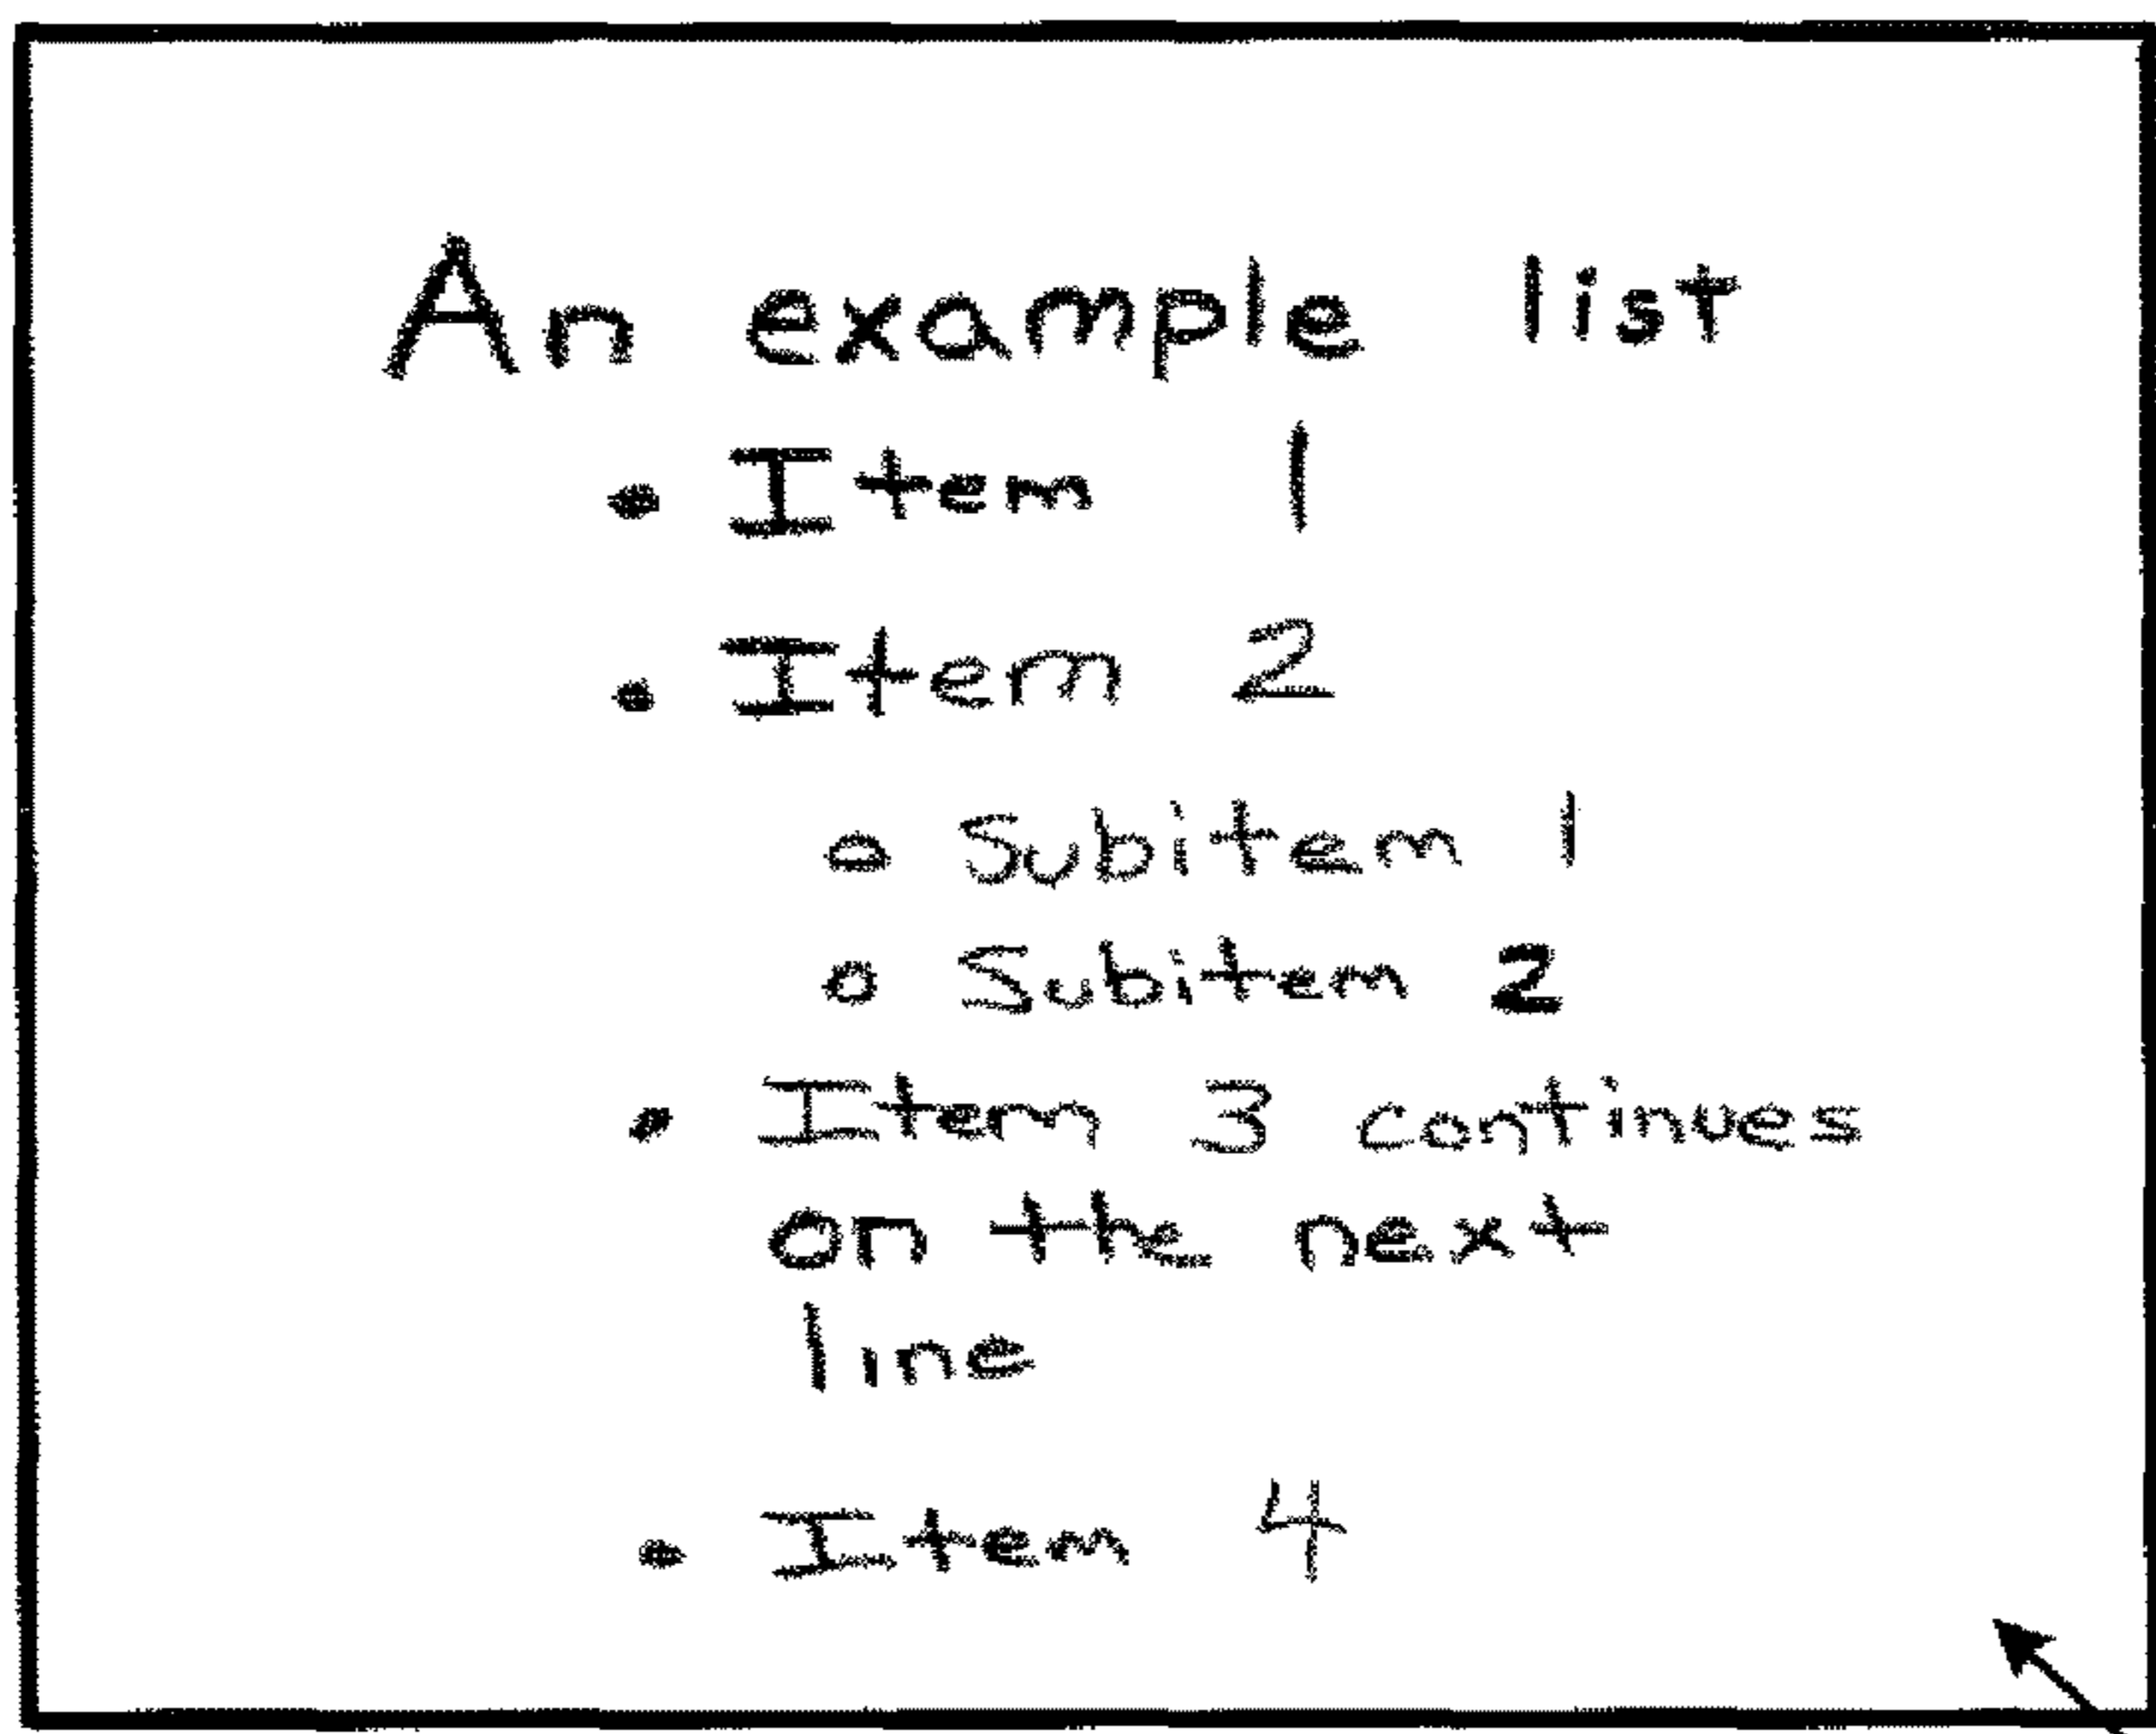 An example list
• Item 1
• Item 2
o Subitem 1
o Subitem 2
• Item 3 continues
on the next
line
• Item 4